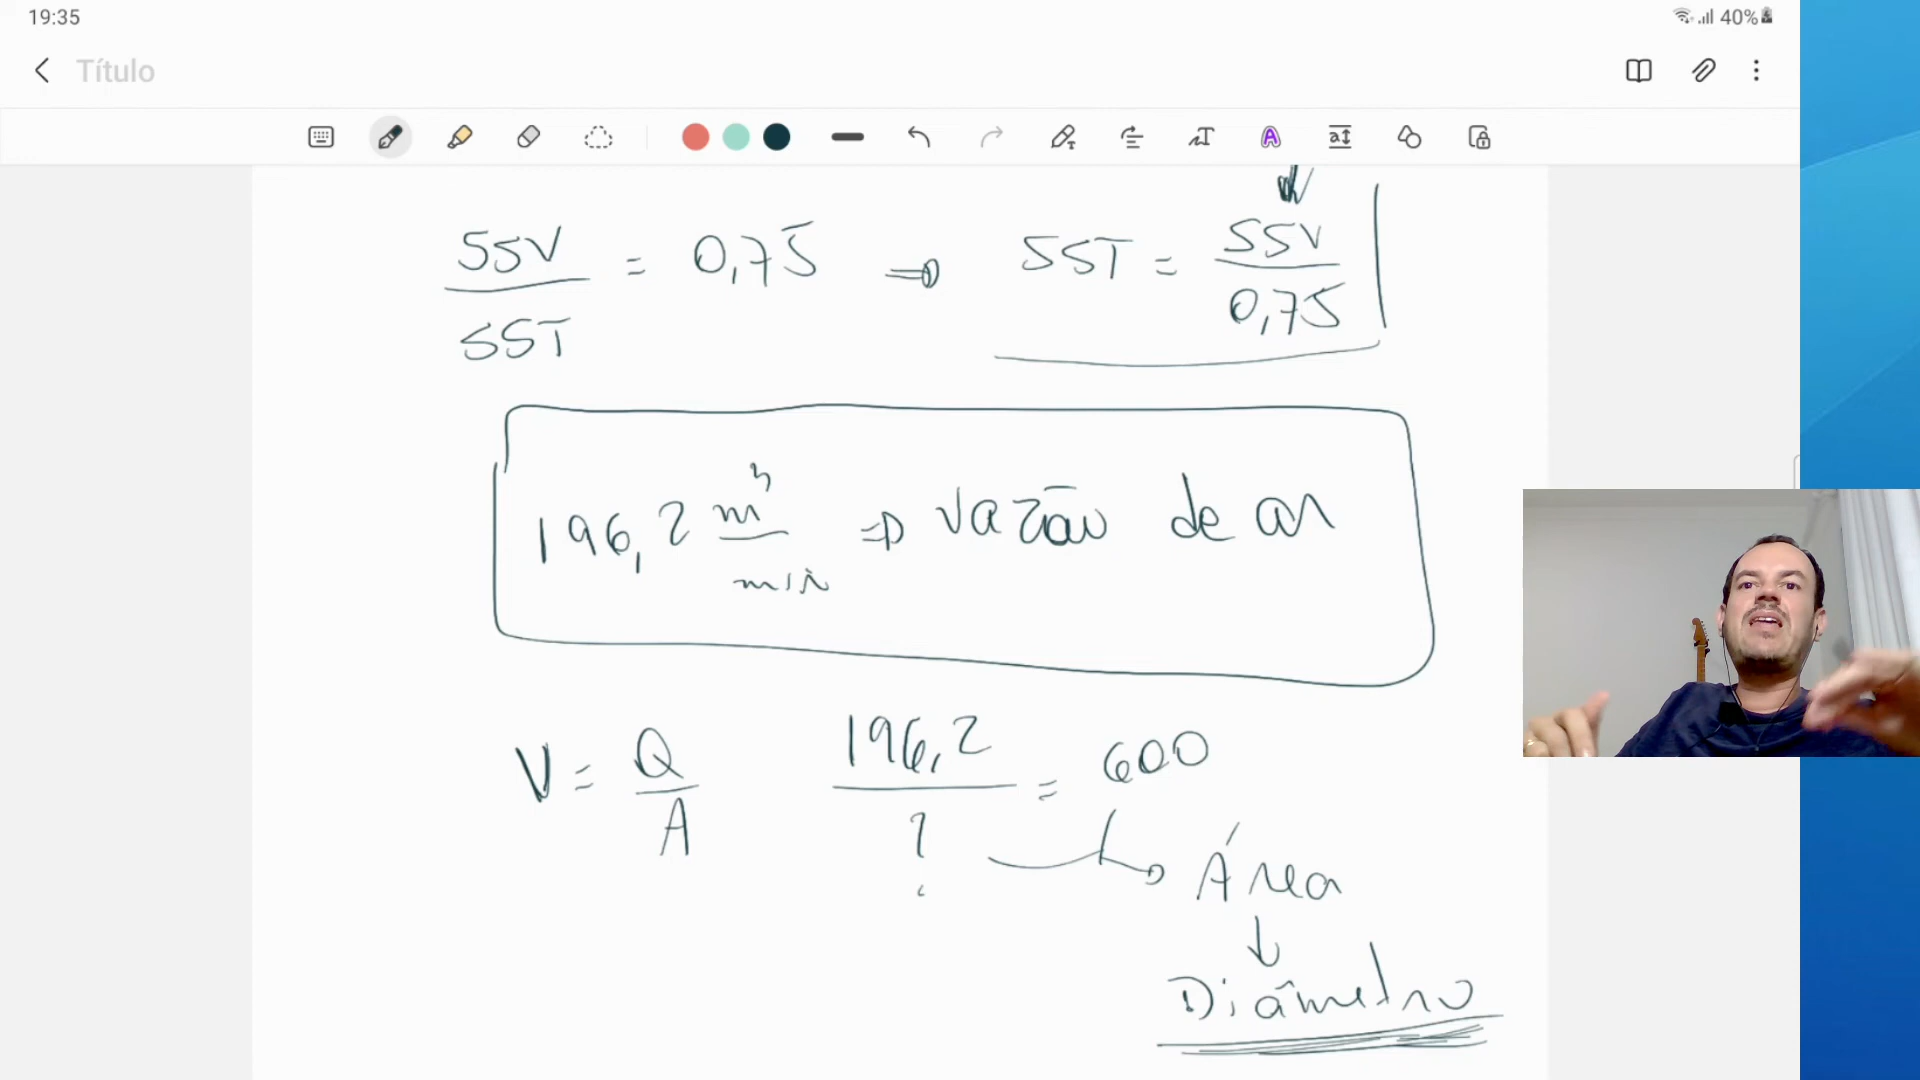 19:35 40%
Título
SSV / SST = 0,75 ⇒ SST = SSV / 0,75
196,2 m³ / min ⇒ vazão de ar
V = Q / A 196,2 / ? = 600
Área
↓
Diâmetro